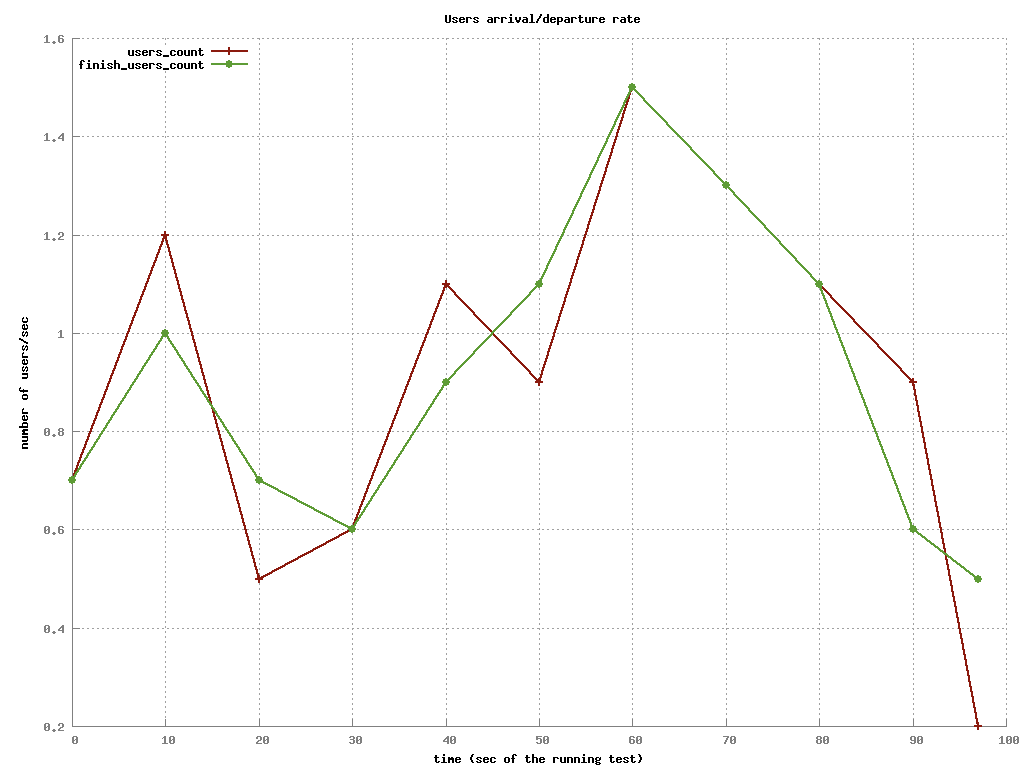 Users arrival/departure rate
users_count
finish_users_count
1.6
1.4
1.2
1
0.8
0.6
0.4
0.2
number of users/sec
0 10 20 30 40 50 60 70 80 90 100
time (sec of the running test)